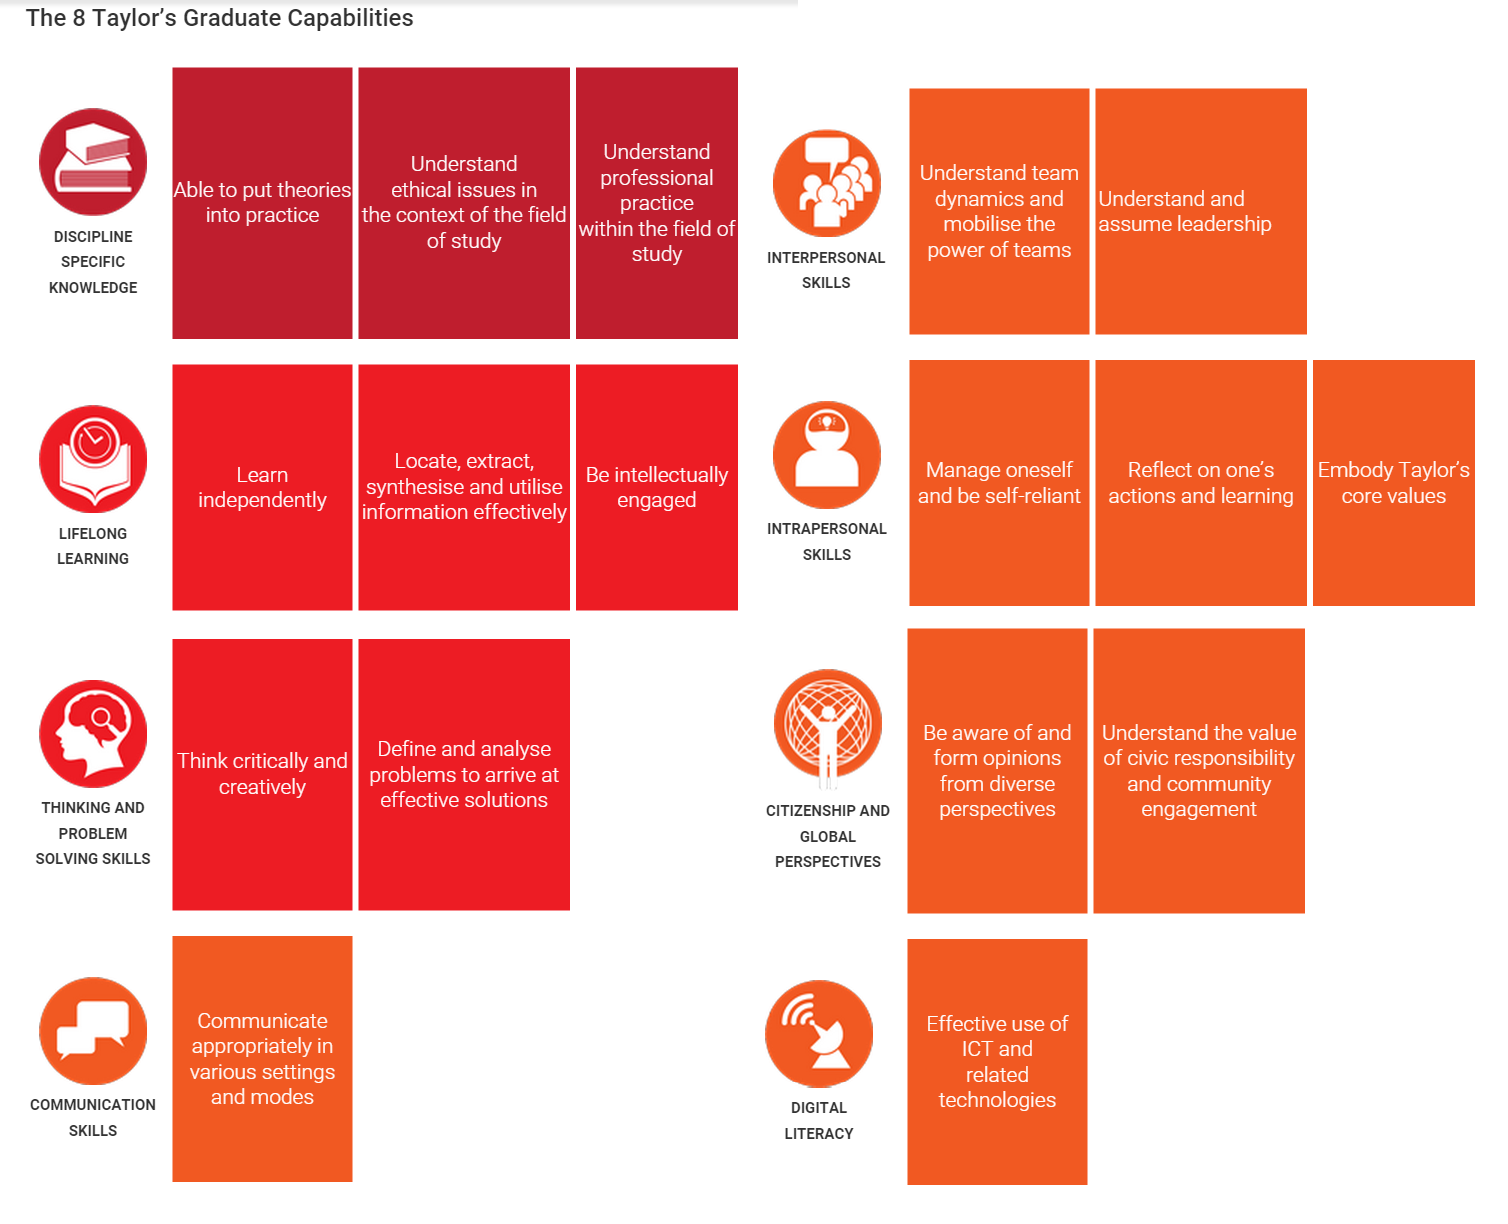 The 8 Taylor’s Graduate Capabilities
DISCIPLINE
SPECIFIC
KNOWLEDGE
Able to put theories
into practice
Understand
ethical issues in
the context of the field
of study
Understand
professional
practice
within the field of
study
LIFELONG
LEARNING
Learn
independently
Locate, extract,
synthesise and utilise
information effectively
Be intellectually
engaged
THINKING AND
PROBLEM
SOLVING SKILLS
Think critically and
creatively
Define and analyse
problems to arrive at
effective solutions
COMMUNICATION
SKILLS
Communicate
appropriately in
various settings
and modes
INTERPERSONAL
SKILLS
Understand team
dynamics and
mobilise the
power of teams
Understand and
assume leadership
INTRAPERSONAL
SKILLS
Manage oneself
and be self-reliant
Reflect on one’s
actions and learning
Embody Taylor’s
core values
CITIZENSHIP AND
GLOBAL
PERSPECTIVES
Be aware of and
form opinions
from diverse
perspectives
Understand the value
of civic responsibility
and community
engagement
DIGITAL
LITERACY
Effective use of
ICT and
related
technologies